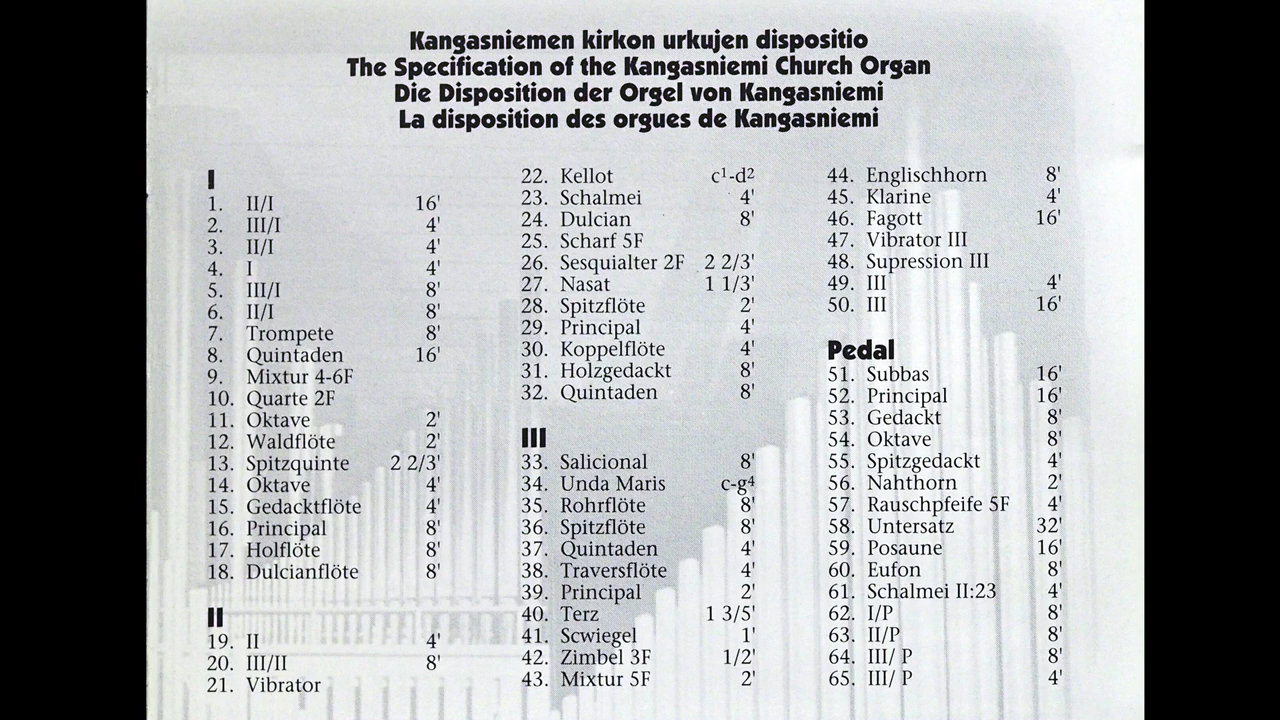 Kangasniemen kirkon urkujen dispositio
The Specification of the Kangasniemi Church Organ
Die Disposition der Orgel von Kangasniemi
La disposition des orgues de Kangasniemi
I
1. II/I 16'
2. III/I 4'
3. II/I 4'
4. I 4'
5. III/I 8'
6. II/I 8'
7. Trompete 8'
8. Quintaden 16'
9. Mixtur 4-6F
10. Quarte 2F
11. Oktave 2'
12. Waldflöte 2'
13. Spitzquinte 2 2/3'
14. Oktave 4'
15. Gedacktflöte 4'
16. Principal 8'
17. Holflöte 8'
18. Dulcianflöte 8'
II
19. II 4'
20. III/II 8'
21. Vibrator
22. Kellot c¹-d²
23. Schalmei 4'
24. Dulcian 8'
25. Scharf 5F
26. Sesquialter 2F 2 2/3'
27. Nasat 1 1/3'
28. Spitzflöte 2'
29. Principal 4'
30. Koppelflöte 4'
31. Holzgedackt 8'
32. Quintaden 8'
III
33. Salicional 8'
34. Unda Maris c-g⁴
35. Rohrflöte 8'
36. Spitzflöte 8'
37. Quintaden 4'
38. Traversflöte 4'
39. Principal 2'
40. Terz 1 3/5'
41. Scwiegel 1'
42. Zimbel 3F 1/2'
43. Mixtur 5F 2'
44. Englischhorn 8'
45. Klarine 4'
46. Fagott 16'
47. Vibrator III
48. Supression III
49. III 4'
50. III 16'
Pedal
51. Subbas 16'
52. Principal 16'
53. Gedackt 8'
54. Oktave 8'
55. Spitzgedackt 4'
56. Nahthorn 2'
57. Rauschpfeife 5F 4'
58. Untersatz 32'
59. Posaune 16'
60. Eufon 8'
61. Schalmei II:23 4'
62. I/P 8'
63. II/P 8'
64. III/ P 8'
65. III/ P 4'